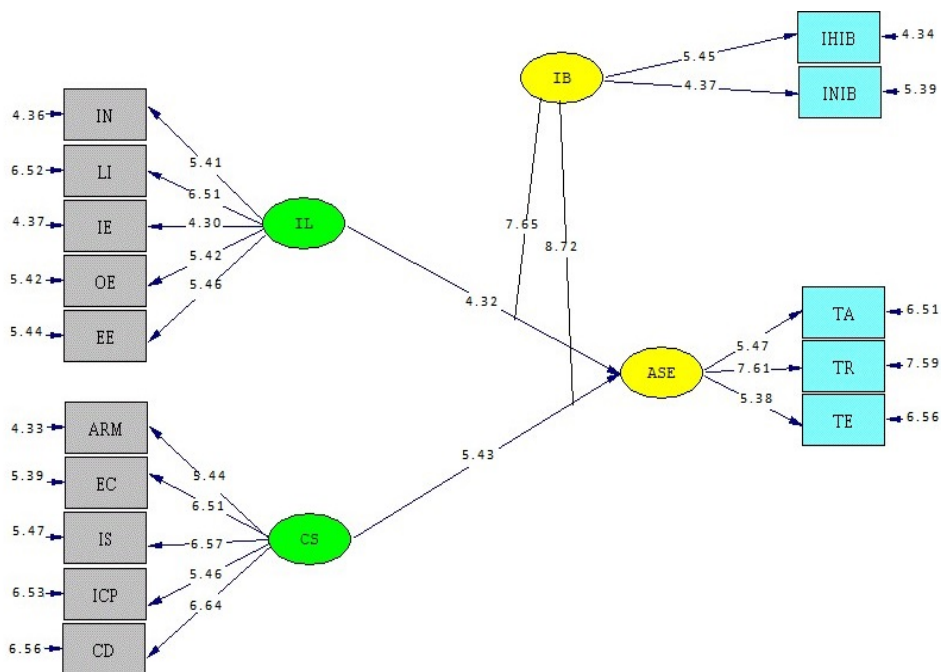 IHIB
4.34
5.45
IB
4.37
INIB
5.39
4.36
IN
5.41
6.52
LI
6.51
4.37
IE
4.30
IL
7.65
8.72
5.42
OE
5.42
5.46
5.44
EE
4.32
TA
6.51
5.47
ASE
7.61
TR
7.59
5.38
TE
6.56
4.33
ARM
5.44
5.43
5.39
EC
6.51
5.47
IS
6.57
CS
5.46
6.53
ICP
6.64
6.56
CD